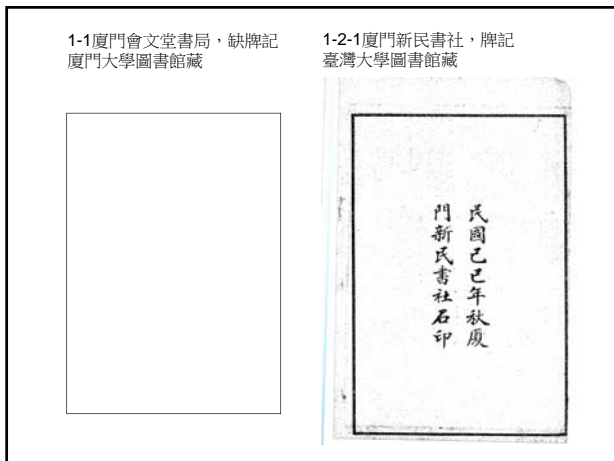 1-1廈門會文堂書局，缺牌記
廈門大學圖書館藏
1-2-1廈門新民書社，牌記
臺灣大學圖書館藏
民國己巳年秋厦
門新民書社石印